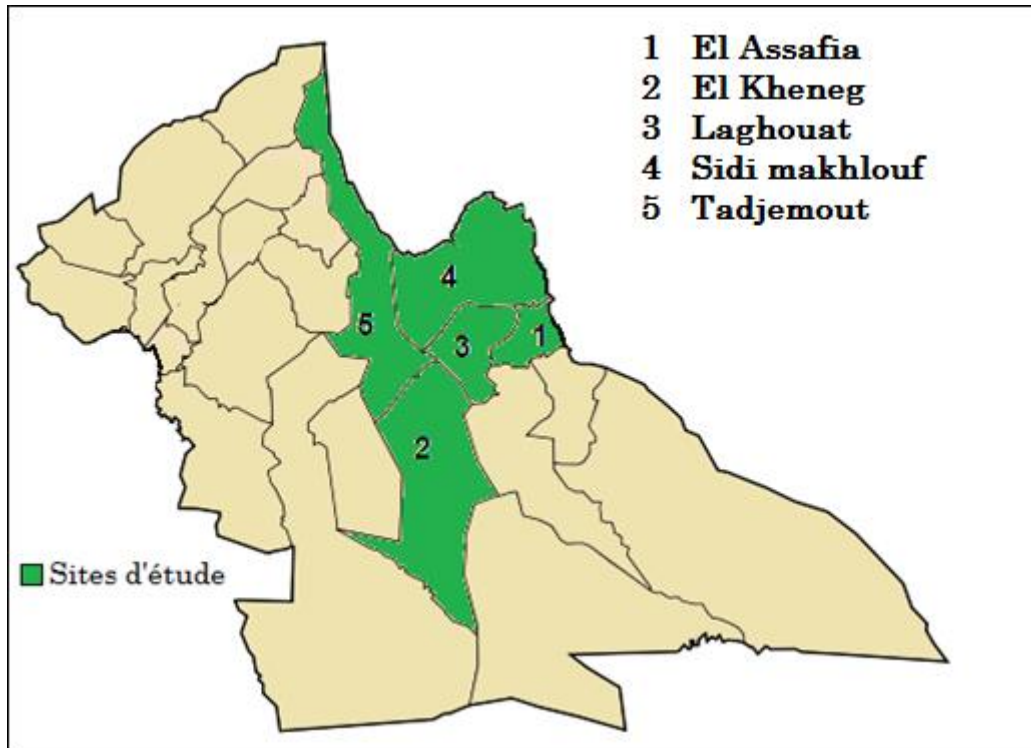 1 El Assafia
2 El Kheneg
3 Laghouat
4 Sidi makhlouf
5 Tadjemout
4
5
3
1
2
Sites d'étude